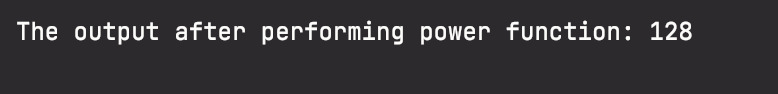 The output after performing power function: 128